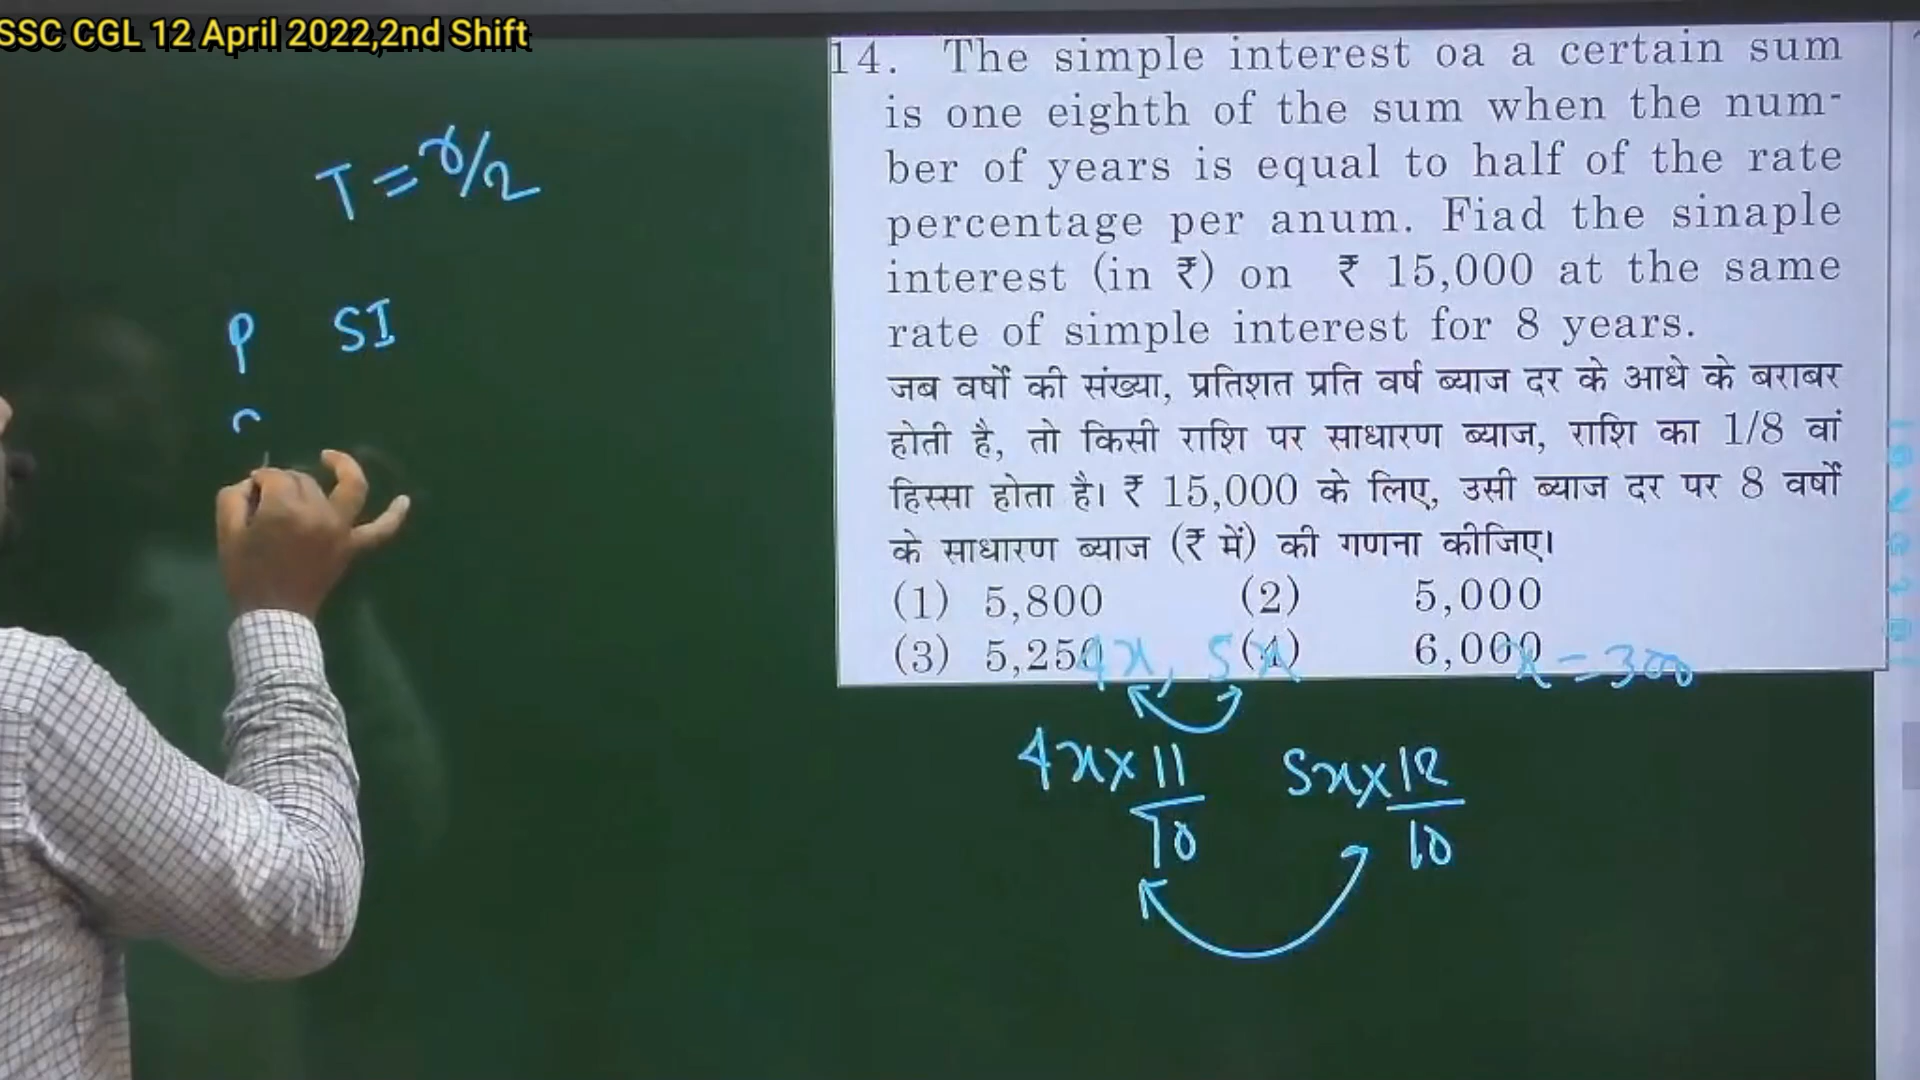 SSC CGL 12 April 2022,2nd Shift
T = r/2
P SI
14. The simple interest oa a certain sum
is one eighth of the sum when the num-
ber of years is equal to half of the rate
percentage per anum. Fiad the sinaple
interest (in ₹) on ₹ 15,000 at the same
rate of simple interest for 8 years.
जब वर्षों की संख्या, प्रतिशत प्रति वर्ष ब्याज दर के आधे के बराबर
होती है, तो किसी राशि पर साधारण ब्याज, राशि का 1/8 वां
हिस्सा होता है। ₹ 15,000 के लिए, उसी ब्याज दर पर 8 वर्षों
के साधारण ब्याज (₹ में) की गणना कीजिए।
(1) 5,800 (2) 5,000
(3) 5,250 (4) 6,000
4x, 5x x = 300
4x × 11/10 5x × 12/10